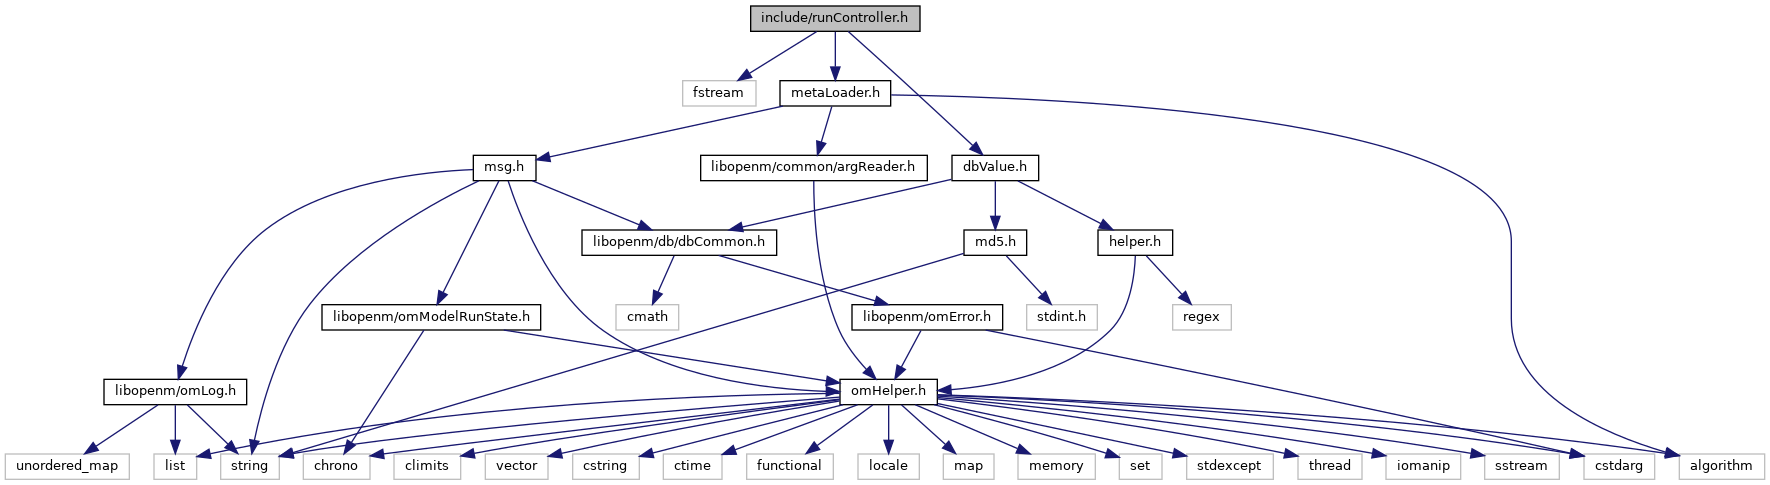 include/runController.h
fstream
metaLoader.h
msg.h
libopenm/common/argReader.h
dbValue.h
libopenm/db/dbCommon.h
md5.h
helper.h
libopenm/omModelRunState.h
cmath
libopenm/omError.h
stdint.h
regex
libopenm/omLog.h
omHelper.h
unordered_map
list
string
chrono
climits
vector
cstring
ctime
functional
locale
map
memory
set
stdexcept
thread
iomanip
sstream
cstdarg
algorithm